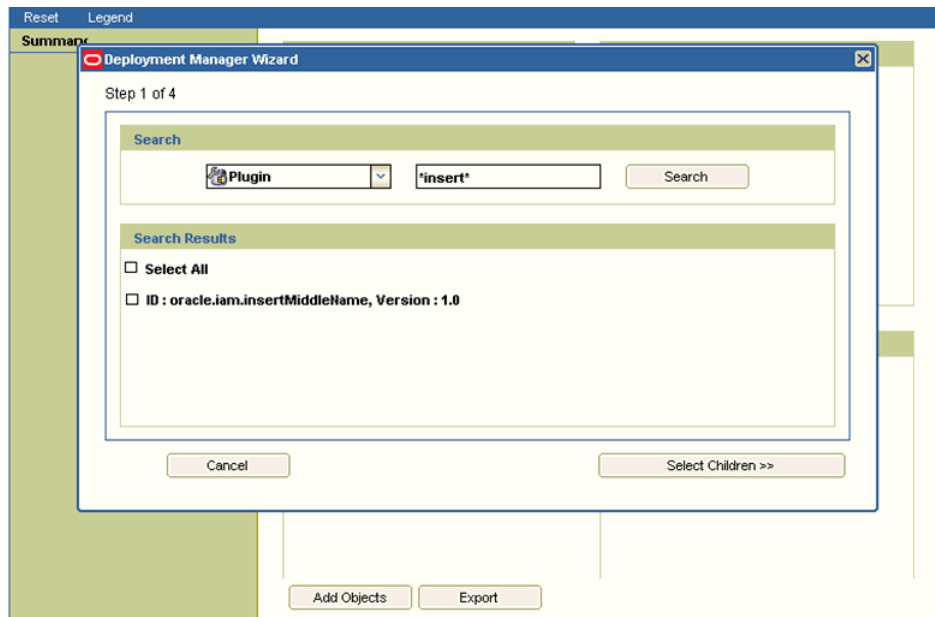 Reset Legend
Summary
Deployment Manager Wizard
Step 1 of 4
Search
Plugin *insert* Search
Search Results
Select All
ID : oracle.iam.insertMiddleName, Version : 1.0
Cancel Select Children >>
Add Objects Export